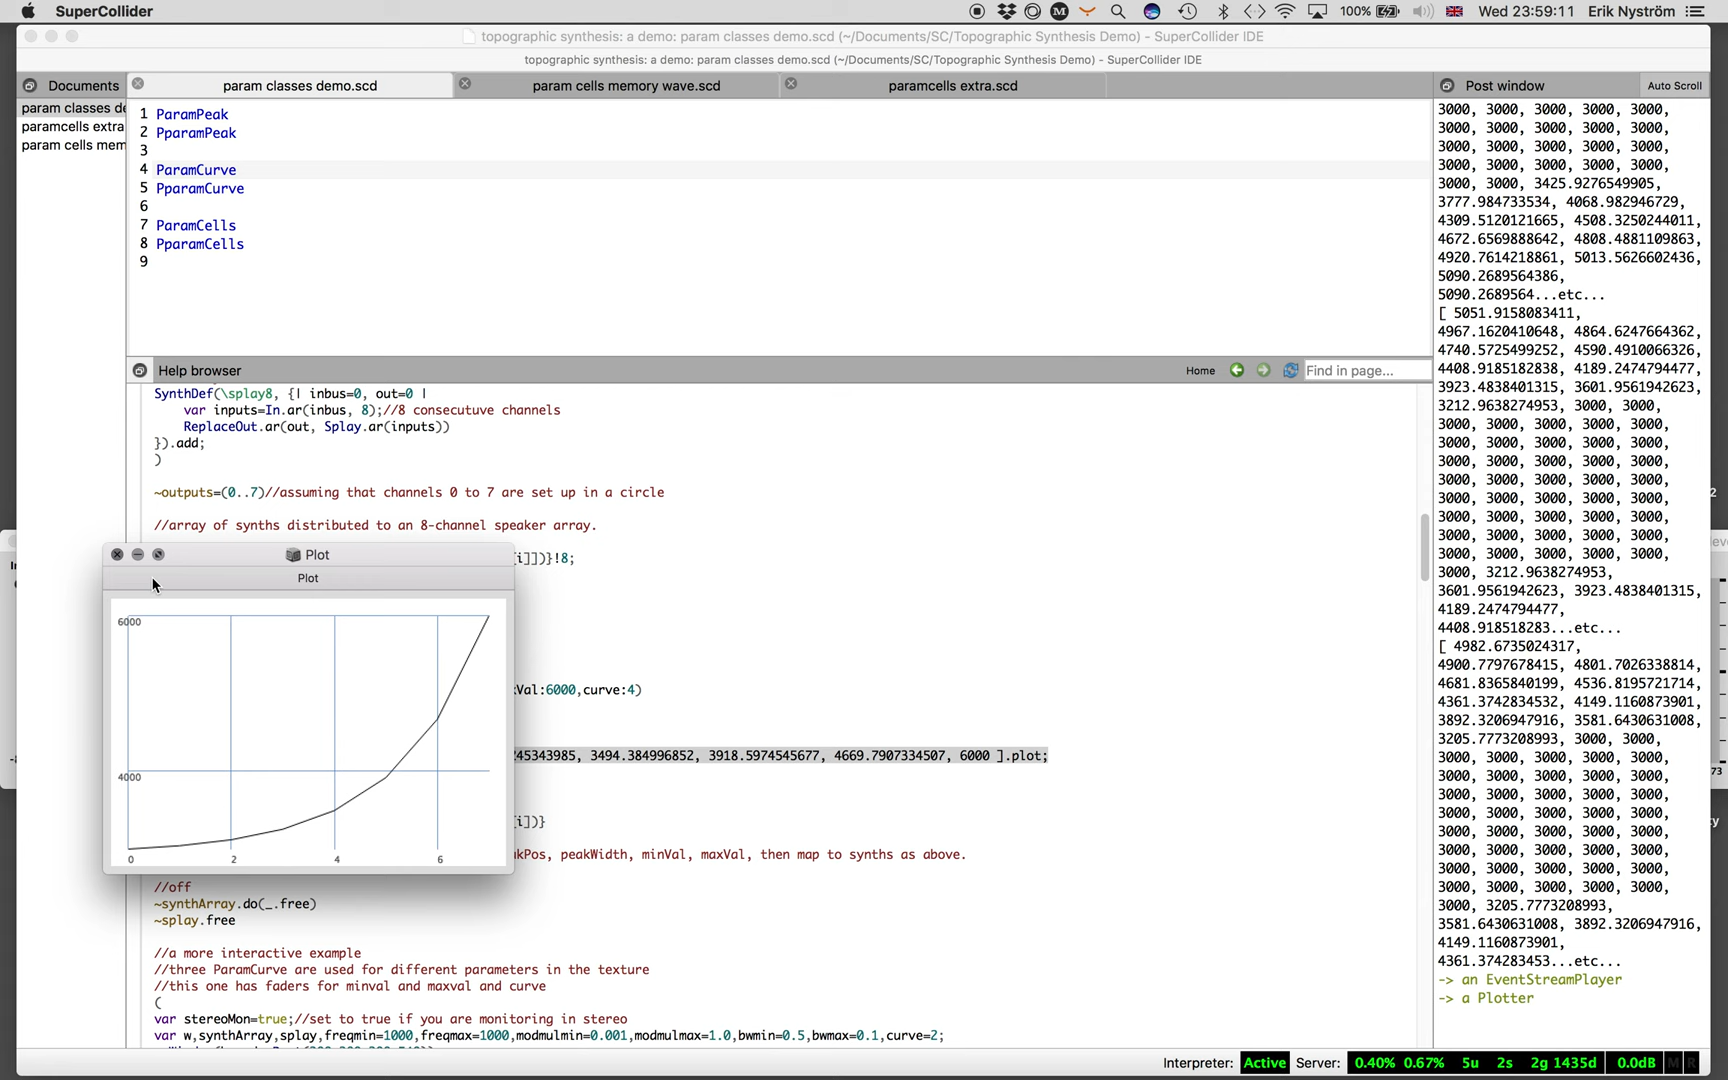 SuperCollider
100%
Wed 23:59:11
Erik Nyström
topographic synthesis: a demo: param classes demo.scd (~/Documents/SC/Topographic Synthesis Demo) - SuperCollider IDE
topographic synthesis: a demo: param classes demo.scd (~/Documents/SC/Topographic Synthesis Demo) - SuperCollider IDE
Documents
param classes demo.scd
param cells memory wave.scd
paramcells extra.scd
Post window
Auto Scroll
param classes de
paramcells extra
param cells mem
1 ParamPeak
2 PparamPeak
3
4 ParamCurve
5 PparamCurve
6
7 ParamCells
8 PparamCells
9
Help browser
Home
Find in page...
SynthDef(\splay8, {| inbus=0, out=0 |
var inputs=In.ar(inbus, 8);//8 consecutuve channels
ReplaceOut.ar(out, Splay.ar(inputs))
}).add;
)
~outputs=(0..7)//assuming that channels 0 to 7 are set up in a circle
//array of synths distributed to an 8-channel speaker array.
[i]])}!8;
Plot
Plot
6000
4000
0
2
4
6
Val:6000,curve:4)
45343985, 3494.384996852, 3918.5974545677, 4669.7907334507, 6000 ].plot;
[i])}
kPos, peakWidth, minVal, maxVal, then map to synths as above.
//off
~synthArray.do(_.free)
~splay.free
//a more interactive example
//three ParamCurve are used for different parameters in the texture
//this one has faders for minval and maxval and curve
(
var stereoMon=true;//set to true if you are monitoring in stereo
var w,synthArray,splay,freqmin=1000,freqmax=1000,modmulmin=0.001,modmulmax=1.0,bwmin=0.5,bwmax=0.1,curve=2;
3000, 3000, 3000, 3000, 3000,
3000, 3000, 3000, 3000, 3000,
3000, 3000, 3000, 3000, 3000,
3000, 3000, 3000, 3000, 3000,
3000, 3000, 3425.9276549905,
3777.984733534, 4068.982946729,
4309.5120121665, 4508.3250244011,
4672.6569888642, 4808.4881109863,
4920.7614218861, 5013.5626602436,
5090.2689564386,
5090.2689564...etc...
[ 5051.9158083411,
4967.1620410648, 4864.6247664362,
4740.5725499252, 4590.4910066326,
4408.9185182838, 4189.2474794477,
3923.4838401315, 3601.9561942623,
3212.9638274953, 3000, 3000,
3000, 3000, 3000, 3000, 3000,
3000, 3000, 3000, 3000, 3000,
3000, 3000, 3000, 3000, 3000,
3000, 3000, 3000, 3000, 3000,
3000, 3000, 3000, 3000, 3000,
3000, 3000, 3000, 3000, 3000,
3000, 3000, 3000, 3000, 3000,
3000, 3000, 3000, 3000, 3000,
3000, 3212.9638274953,
3601.9561942623, 3923.4838401315,
4189.2474794477,
4408.918518283...etc...
[ 4982.6735024317,
4900.7797678415, 4801.7026338814,
4681.8365840199, 4536.8195721714,
4361.3742834532, 4149.1160873901,
3892.3206947916, 3581.6430631008,
3205.7773208993, 3000, 3000,
3000, 3000, 3000, 3000, 3000,
3000, 3000, 3000, 3000, 3000,
3000, 3000, 3000, 3000, 3000,
3000, 3000, 3000, 3000, 3000,
3000, 3000, 3000, 3000, 3000,
3000, 3000, 3000, 3000, 3000,
3000, 3000, 3000, 3000, 3000,
3000, 3000, 3000, 3000, 3000,
3000, 3205.7773208993,
3581.6430631008, 3892.3206947916,
4149.1160873901,
4361.374283453...etc...
-> an EventStreamPlayer
-> a Plotter
Interpreter: Active Server: 0.40% 0.67% 5u 2s 2g 1435d 0.0dB M R